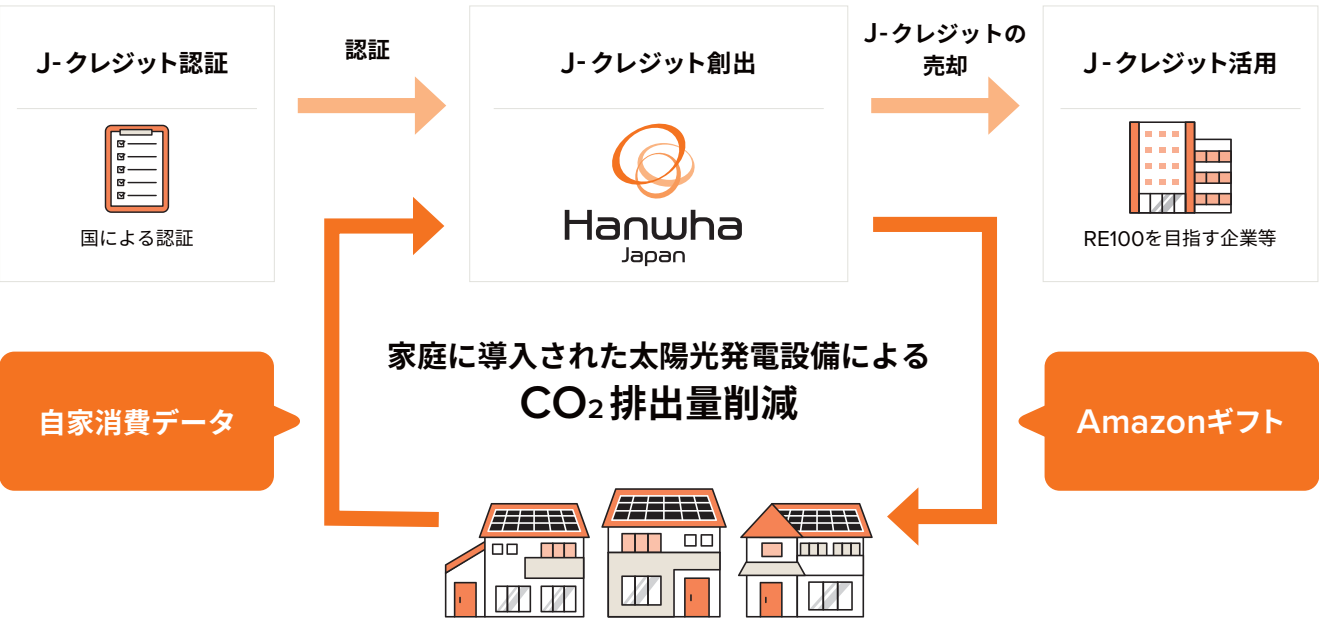 J-クレジット認証
認証
J-クレジット創出
J-クレジットの
売却
J-クレジット活用
国による認証
Hanwha
Japan
RE100を目指す企業等
家庭に導入された太陽光発電設備による
CO₂排出量削減
自家消費データ
Amazonギフト